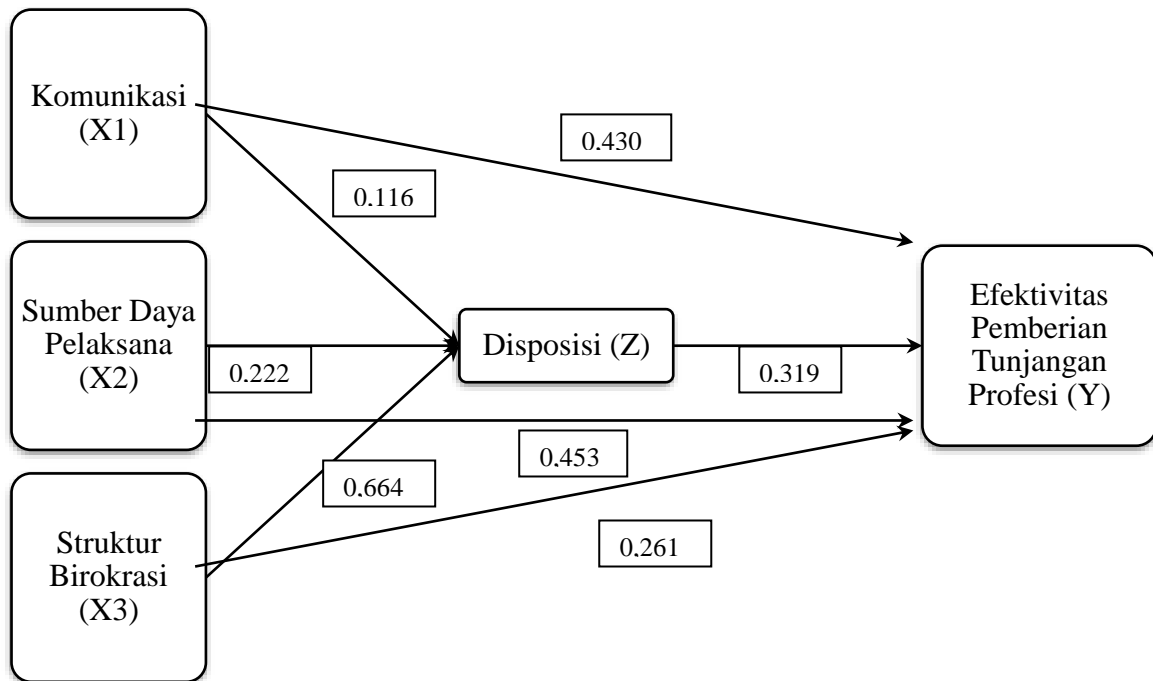 Komunikasi
(X1)
0.430
0.116
Sumber Daya
Pelaksana
(X2)
0.222
Disposisi (Z)
0.319
Efektivitas
Pemberian
Tunjangan
Profesi (Y)
0.453
0.664
Struktur
Birokrasi
(X3)
0.261